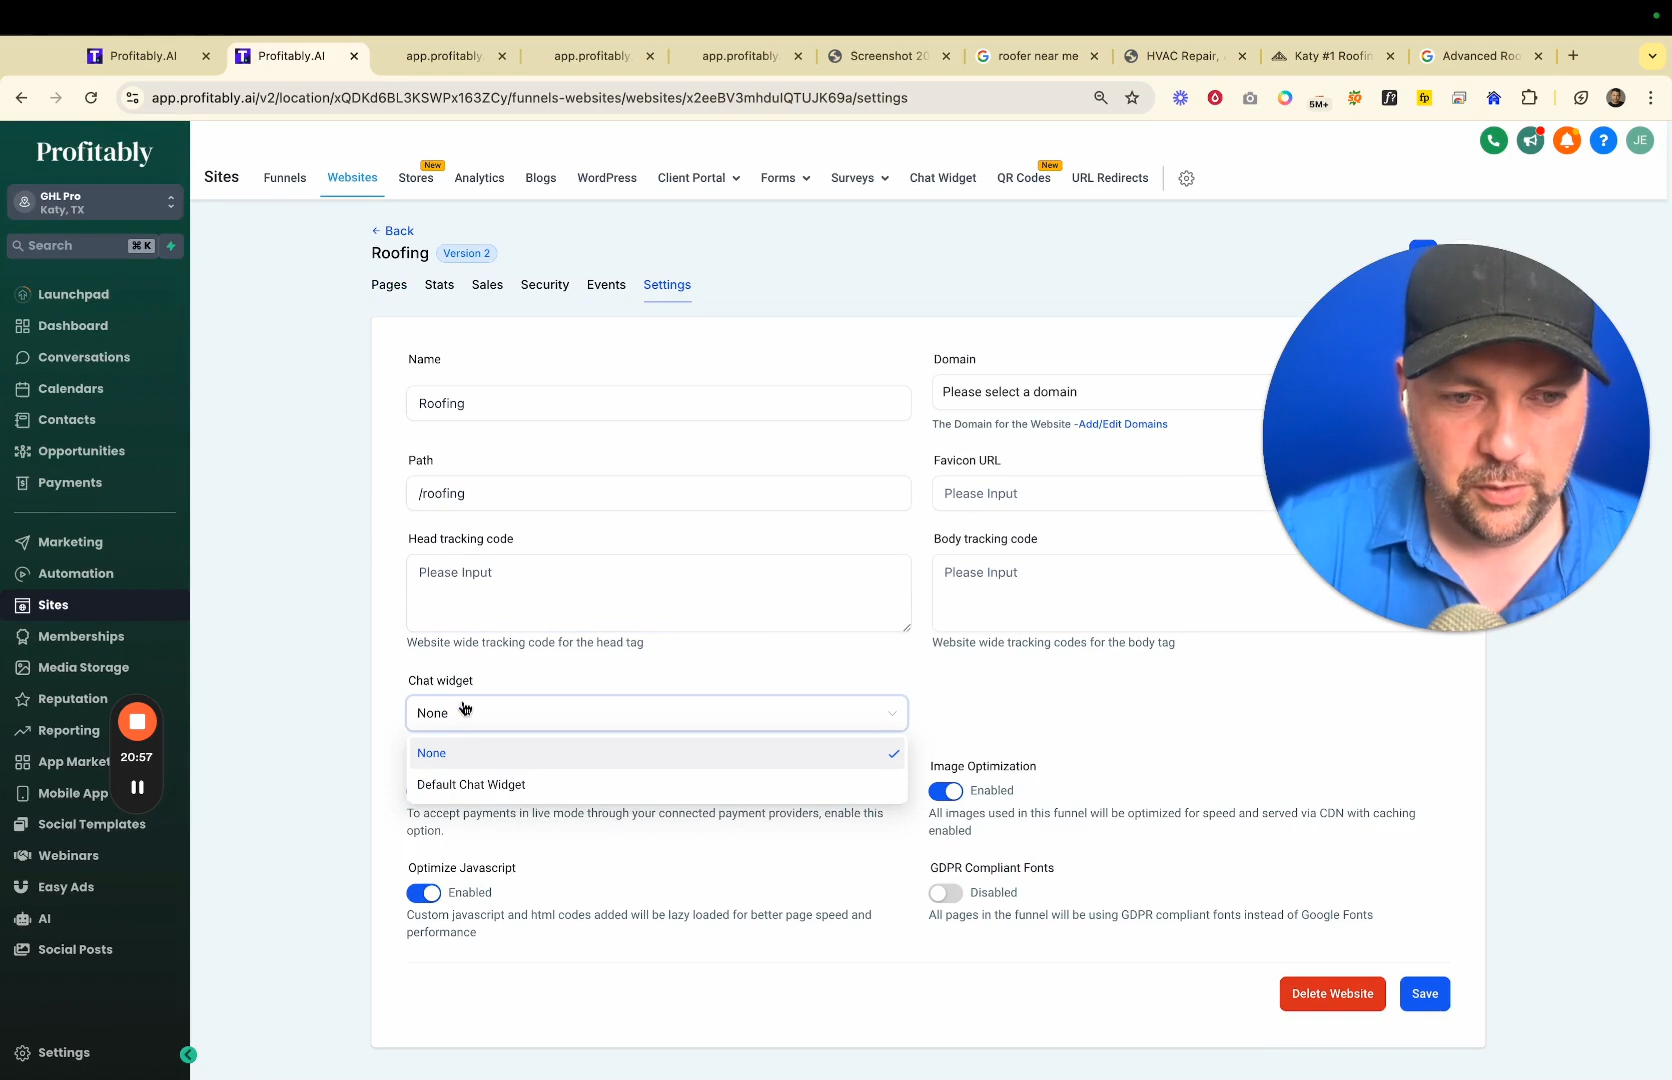 Profitably.AI
Profitably.AI
app.profitably.
app.profitably.
app.profitably.
Screenshot 20
roofer near me
HVAC Repair,
Katy #1 Roofin
Advanced Roo
app.profitably.ai/v2/location/xQDKd6BL3KSWPx163ZCy/funnels-websites/websites/x2eeBV3mhduIQTUJK69a/settings
5M+
Profitably
GHL Pro
Katy, TX
Search
⌘ K
Launchpad
Dashboard
Conversations
Calendars
Contacts
Opportunities
Payments
Marketing
Automation
Sites
Memberships
Media Storage
Reputation
Reporting
App Market
Mobile App
Social Templates
Webinars
Easy Ads
AI
Social Posts
Settings
20:57
JE
New
New
Sites
Funnels
Websites
Stores
Analytics
Blogs
WordPress
Client Portal
Forms
Surveys
Chat Widget
QR Codes
URL Redirects
← Back
Roofing
Version 2
Pages
Stats
Sales
Security
Events
Settings
Name
Roofing
Domain
Please select a domain
The Domain for the Website -Add/Edit Domains
Path
/roofing
Favicon URL
Please Input
Head tracking code
Please Input
Website wide tracking code for the head tag
Body tracking code
Please Input
Website wide tracking codes for the body tag
Chat widget
None
None
Default Chat Widget
To accept payments in live mode through your connected payment providers, enable this
option.
Image Optimization
Enabled
All images used in this funnel will be optimized for speed and served via CDN with caching
enabled
Optimize Javascript
Enabled
Custom javascript and html codes added will be lazy loaded for better page speed and
performance
GDPR Compliant Fonts
Disabled
All pages in the funnel will be using GDPR compliant fonts instead of Google Fonts
Delete Website
Save